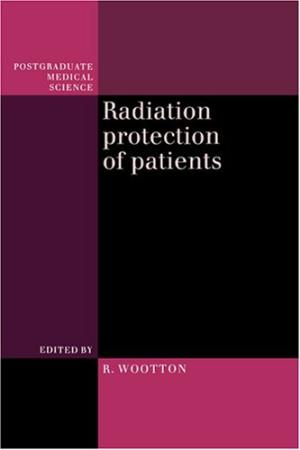 POSTGRADUATE
MEDICAL
SCIENCE
Radiation
protection
of patients
EDITED BY
R. WOOTTON